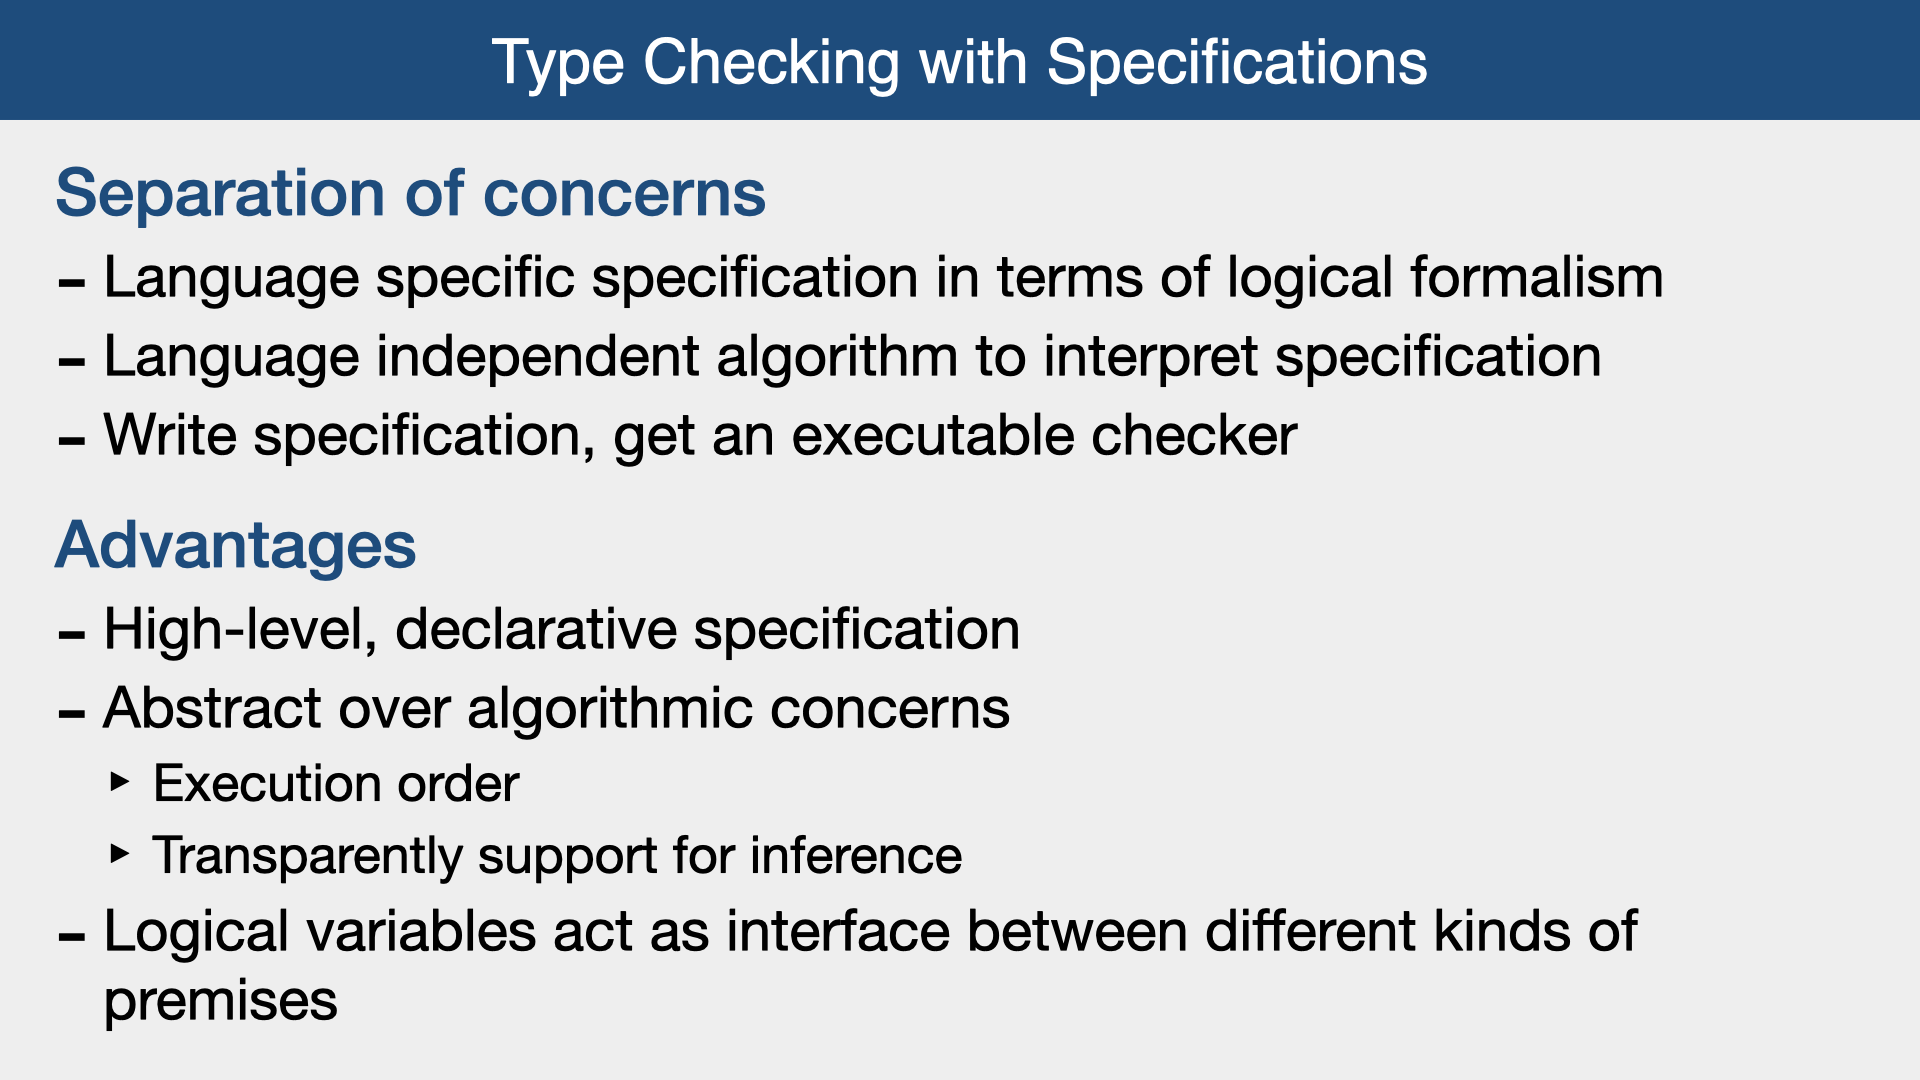 Type Checking with Specifications
Separation of concerns
- Language specific specification in terms of logical formalism
- Language independent algorithm to interpret specification
- Write specification, get an executable checker
Advantages
- High-level, declarative specification
- Abstract over algorithmic concerns
‣ Execution order
‣ Transparently support for inference
- Logical variables act as interface between different kinds of
premises